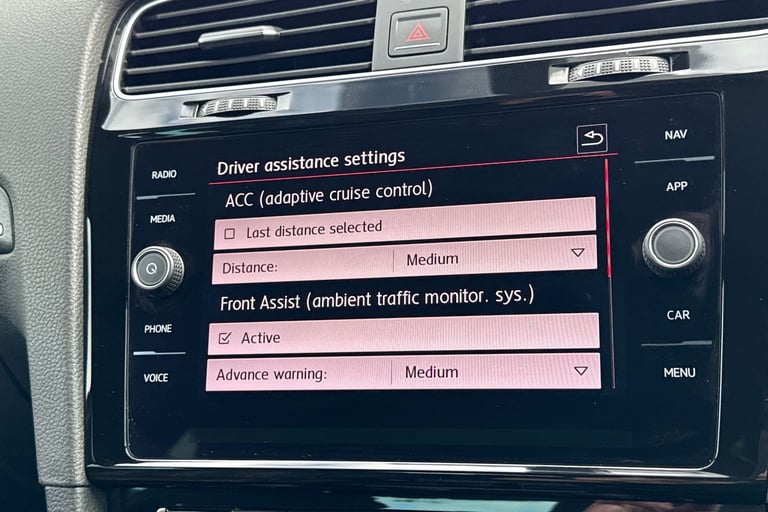 RADIO
MEDIA
PHONE
VOICE
Driver assistance settings
ACC (adaptive cruise control)
Last distance selected
Distance: Medium
Front Assist (ambient traffic monitor. sys.)
Active
Advance warning: Medium
NAV
APP
CAR
MENU